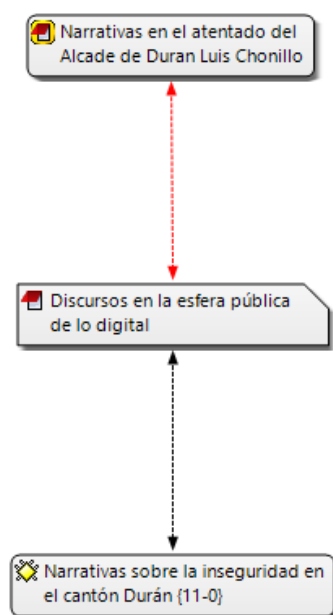 Narrativas en el atentado del
Alcade de Duran Luis Chonillo
Discursos en la esfera pública
de lo digital
Narrativas sobre la inseguridad en
el cantón Durán {11-0}